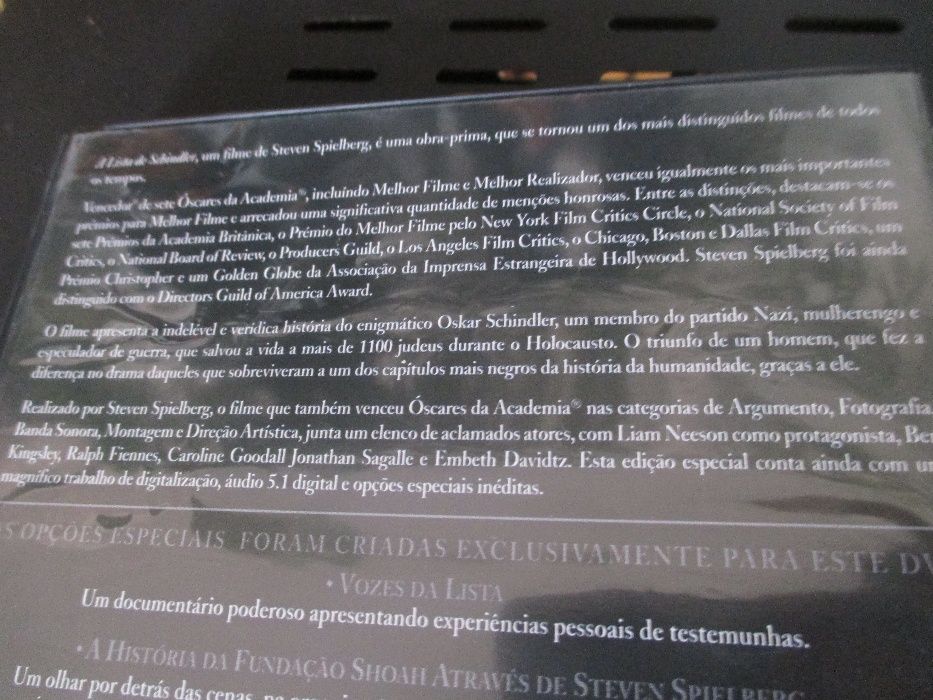 A Lista de Schindler, um filme de Steven Spielberg, é uma obra-prima, que se tornou um dos mais distinguidos filmes de todos
os tempos.
Vencedor de sete Óscares da Academia®, incluíndo Melhor Filme e Melhor Realizador, venceu igualmente os mais importantes
prémios para Melhor Filme e arrecadou uma significativa quantidade de menções honrosas. Entre as distinções, destacam-se os
sete Prémios da Academia Britânica, o Prémio do Melhor Filme pelo New York Film Critics Circle, o National Society of Film
Critics, o National Board of Review, o Producers Guild, o Los Angeles Film Critics, o Chicago, Boston e Dallas Film Critics, um
Prémio Christopher e um Golden Globe da Associação da Imprensa Estrangeira de Hollywood. Steven Spielberg foi ainda
distinguido com o Directors Guild of America Award.
O filme apresenta a indelével e verídica história do enigmático Oskar Schindler, um membro do partido Nazi, mulherengo e
especulador de guerra, que salvou a vida a mais de 1100 judeus durante o Holocausto. O triunfo de um homem, que fez a
diferença no drama daqueles que sobreviveram a um dos capítulos mais negros da história da humanidade, graças a ele.
Realizado por Steven Spielberg, o filme que também venceu Óscares da Academia® nas categorias de Argumento, Fotografia,
Banda Sonora, Montagem e Direção Artística, junta um elenco de aclamados atores, com Liam Neeson como protagonista, Ben
Kingsley, Ralph Fiennes, Caroline Goodall Jonathan Sagalle e Embeth Davidtz. Esta edição especial conta ainda com um
magnífico trabalho de digitalização, áudio 5.1 digital e opções especiais inéditas.
AS OPÇÕES ESPECIAIS FORAM CRIADAS EXCLUSIVAMENTE PARA ESTE DV
• VOZES DA LISTA
Um documentário poderoso apresentando experiências pessoais de testemunhas.
• A HISTÓRIA DA FUNDAÇÃO SHOAH ATRAVÉS DE STEVEN SPIELBERG
Um olhar por detrás das cenas,